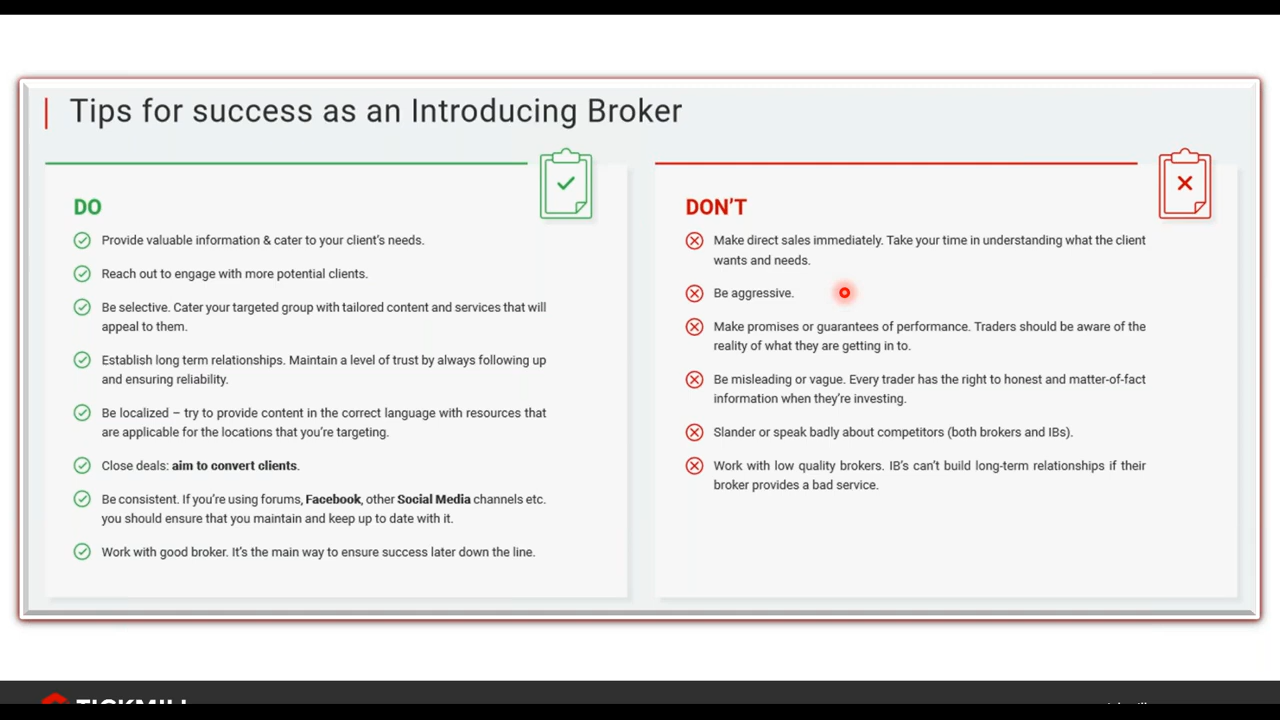 Tips for success as an Introducing Broker
DO
Provide valuable information & cater to your client's needs.
Reach out to engage with more potential clients.
Be selective. Cater your targeted group with tailored content and services that will
appeal to them.
Establish long term relationships. Maintain a level of trust by always following up
and ensuring reliability.
Be localized – try to provide content in the correct language with resources that
are applicable for the locations that you're targeting.
Close deals: aim to convert clients.
Be consistent. If you're using forums, Facebook, other Social Media channels etc.
you should ensure that you maintain and keep up to date with it.
Work with good broker. It's the main way to ensure success later down the line.
DON'T
Make direct sales immediately. Take your time in understanding what the client
wants and needs.
Be aggressive.
Make promises or guarantees of performance. Traders should be aware of the
reality of what they are getting in to.
Be misleading or vague. Every trader has the right to honest and matter-of-fact
information when they're investing.
Slander or speak badly about competitors (both brokers and IBs).
Work with low quality brokers. IB's can't build long-term relationships if their
broker provides a bad service.
TICKMILL